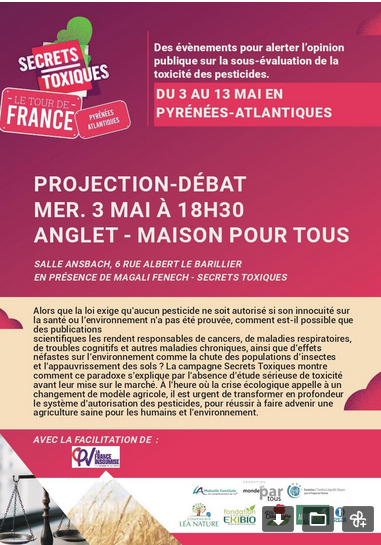 SECRETS
TOXIQUES
LE TOUR DE
FRANCE
PYRÉNÉES
ATLANTIQUES
Des évènements pour alerter l'opinion
publique sur la sous-évaluation de la
toxicité des pesticides.
DU 3 AU 13 MAI EN
PYRÉNÉES-ATLANTIQUES
PROJECTION-DÉBAT
MER. 3 MAI À 18H30
ANGLET - MAISON POUR TOUS
SALLE ANSBACH, 6 RUE ALBERT LE BARILLIER
EN PRÉSENCE DE MAGALI FENECH - SECRETS TOXIQUES
Alors que la loi exige qu'aucun pesticide ne soit autorisé si son innocuité sur
la santé ou l'environnement n'a pas été prouvée, comment est-il possible que
des publications
scientifiques les rendent responsables de cancers, de maladies respiratoires,
de troubles cognitifs et autres maladies chroniques, ainsi que d'effets
néfastes sur l'environnement comme la chute des populations d'insectes
et l'appauvrissement des sols ? La campagne Secrets Toxiques montre
comment ce paradoxe s'explique par l'absence d'étude sérieuse de toxicité
avant leur mise sur le marché. À l'heure où la crise écologique appelle à un
changement de modèle agricole, il est urgent de transformer en profondeur
le système d'autorisation des pesticides, pour réussir à faire advenir une
agriculture saine pour les humains et l'environnement.
AVEC LA FACILITATION DE :
LA FRANCE
INSOUMISE
Mutuelle Familiale
monde par
tous
LÉA NATURE
fondation
EKIBIO